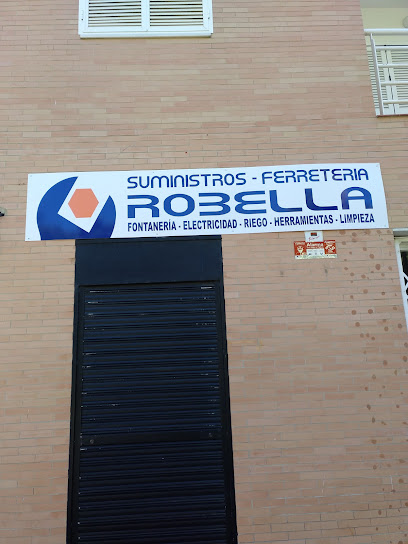 SUMINISTROS - FERRETERIA
ROBELLA
FONTANERIA - ELECTRICIDAD - RIEGO - HERRAMIENTAS - LIMPIEZA